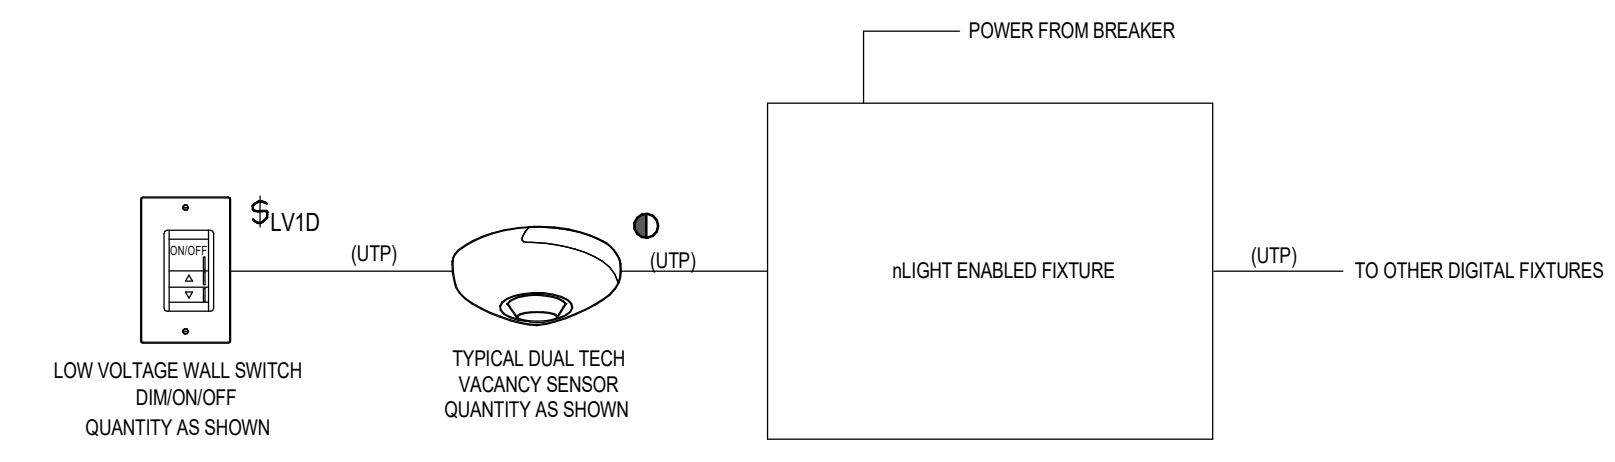 POWER FROM BREAKER
$LV1D
ON/OFF
(UTP)
(UTP)
(UTP)
nLIGHT ENABLED FIXTURE
TO OTHER DIGITAL FIXTURES
LOW VOLTAGE WALL SWITCH
DIM/ON/OFF
QUANTITY AS SHOWN
TYPICAL DUAL TECH
VACANCY SENSOR
QUANTITY AS SHOWN